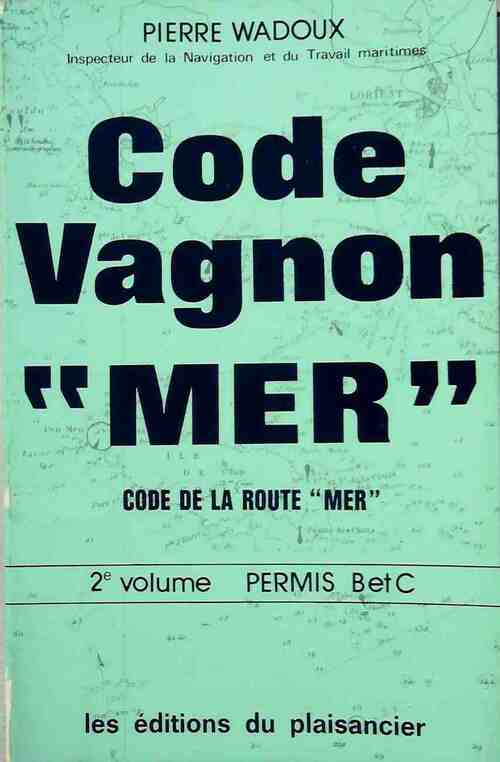 PIERRE WADOUX
Inspecteur de la Navigation et du Travail maritimes
LORIENT
Code
Vagnon
"MER"
CODE DE LA ROUTE "MER"
2e volume PERMIS B et C
les éditions du plaisancier